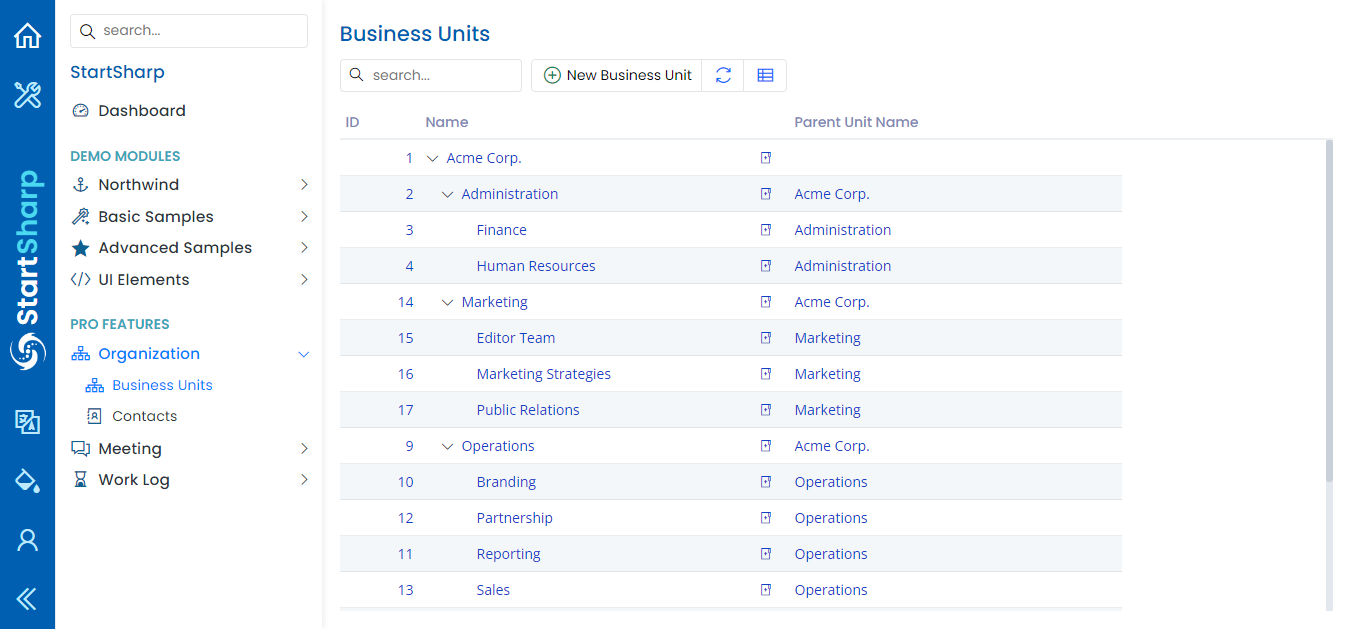 StartSharp
search...
StartSharp
Dashboard
DEMO MODULES
Northwind
Basic Samples
Advanced Samples
UI Elements
PRO FEATURES
Organization
Business Units
Contacts
Meeting
Work Log
Business Units
search...
New Business Unit
ID Name Parent Unit Name
1 Acme Corp.
2 Administration Acme Corp.
3 Finance Administration
4 Human Resources Administration
14 Marketing Acme Corp.
15 Editor Team Marketing
16 Marketing Strategies Marketing
17 Public Relations Marketing
9 Operations Acme Corp.
10 Branding Operations
12 Partnership Operations
11 Reporting Operations
13 Sales Operations